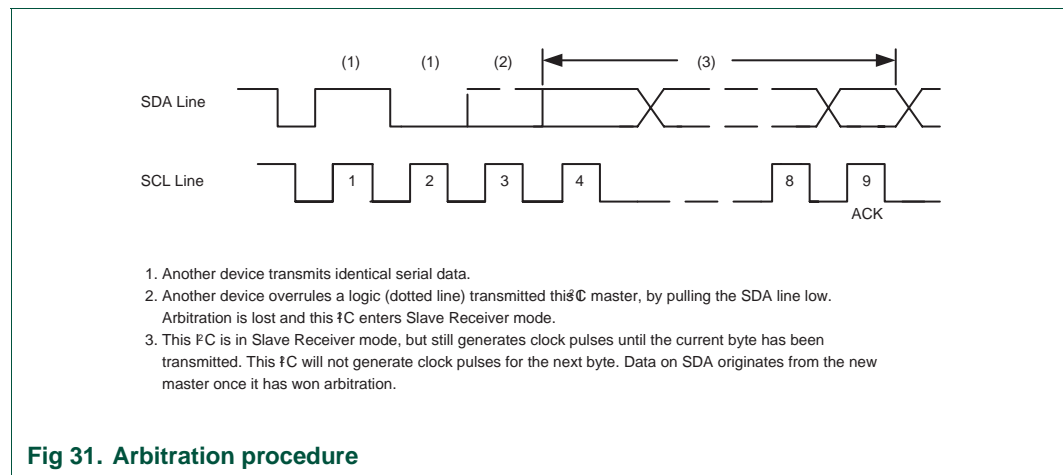 (1) (1) (2) (3)
SDA Line
SCL Line
1 2 3 4 8 9
ACK
1. Another device transmits identical serial data.
2. Another device overrules a logic (dotted line) transmitted this I²C master, by pulling the SDA line low.
Arbitration is lost and this I²C enters Slave Receiver mode.
3. This I²C is in Slave Receiver mode, but still generates clock pulses until the current byte has been
transmitted. This I²C will not generate clock pulses for the next byte. Data on SDA originates from the new
master once it has won arbitration.
Fig 31. Arbitration procedure